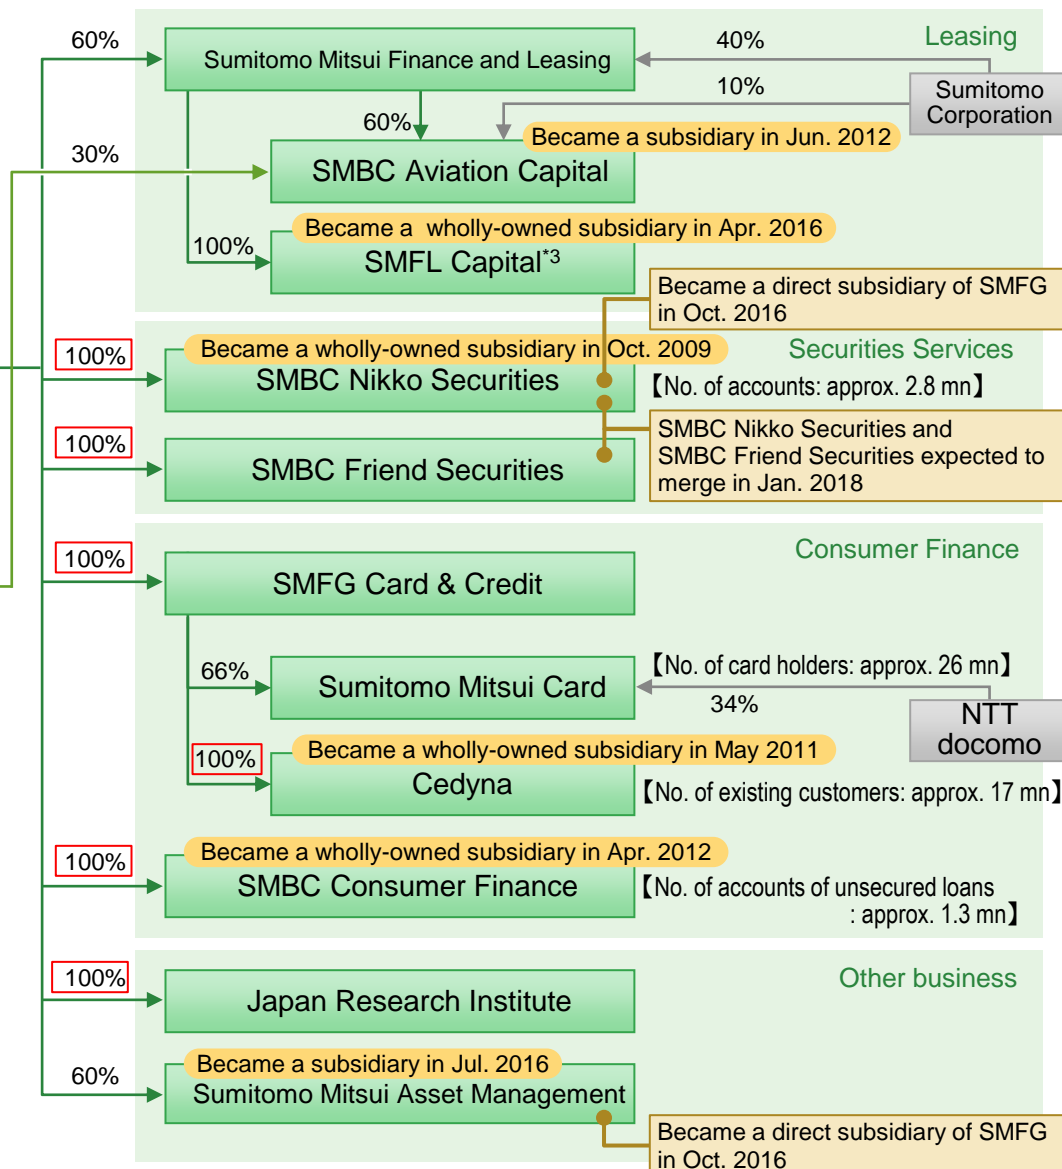 60%
Sumitomo Mitsui Finance and Leasing
40%
Leasing
10%
Sumitomo
Corporation
60%
Became a subsidiary in Jun. 2012
30%
SMBC Aviation Capital
Became a  wholly-owned subsidiary in Apr. 2016
100%
SMFL Capital*3
Became a direct subsidiary of SMFG
in Oct. 2016
100%
Became a wholly-owned subsidiary in Oct. 2009
Securities Services
SMBC Nikko Securities
【No. of accounts: approx. 2.8 mn】
100%
SMBC Friend Securities
SMBC Nikko Securities and
SMBC Friend Securities expected to
merge in Jan. 2018
100%
Consumer Finance
SMFG Card & Credit
66%
Sumitomo Mitsui Card
【No. of card holders: approx. 26 mn】
34%
NTT
docomo
100%
Became a wholly-owned subsidiary in May 2011
Cedyna
【No. of existing customers: approx. 17 mn】
100%
Became a wholly-owned subsidiary in Apr. 2012
SMBC Consumer Finance
【No. of accounts of unsecured loans
: approx. 1.3 mn】
100%
Other business
Japan Research Institute
60%
Became a subsidiary in Jul. 2016
Sumitomo Mitsui Asset Management
Became a direct subsidiary of SMFG
in Oct. 2016